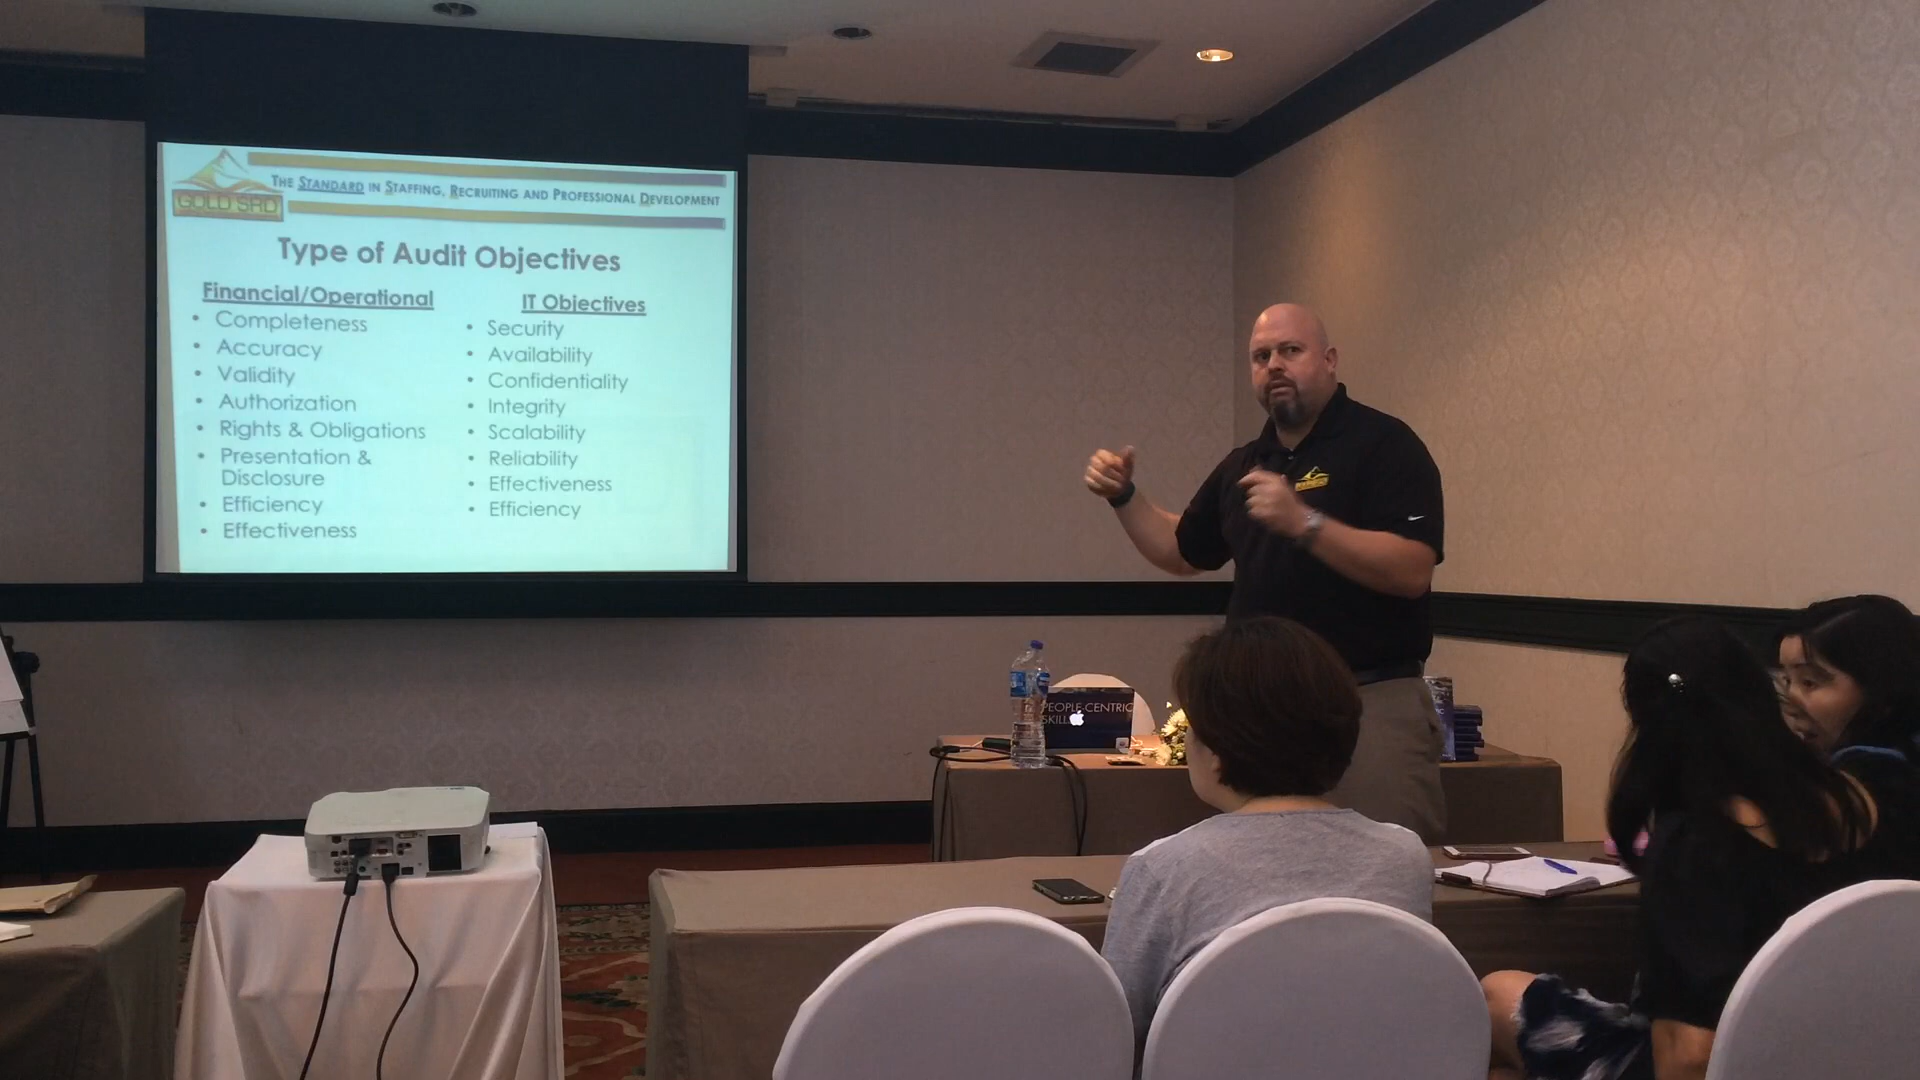 THE STANDARD IN STAFFING, RECRUITING AND PROFESSIONAL DEVELOPMENT
GOLD SRD
Type of Audit Objectives
Financial/Operational
• Completeness
• Accuracy
• Validity
• Authorization
• Rights & Obligations
• Presentation &
Disclosure
• Efficiency
• Effectiveness
IT Objectives
• Security
• Availability
• Confidentiality
• Integrity
• Scalability
• Reliability
• Effectiveness
• Efficiency
PEOPLE-CENTRIC